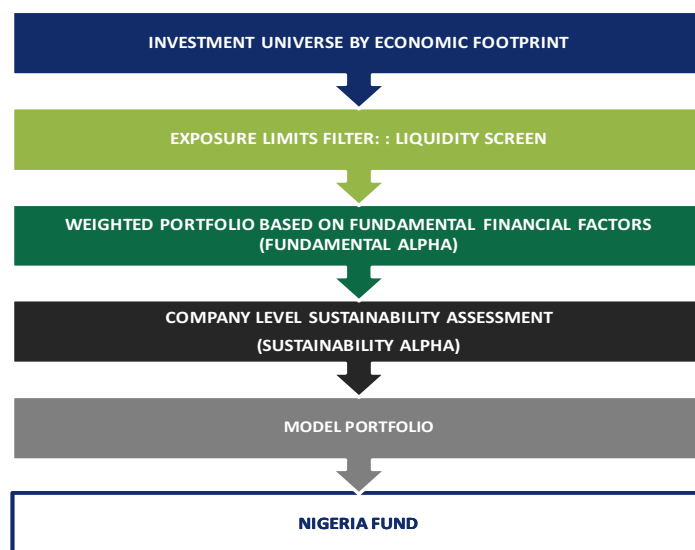 INVESTMENT UNIVERSE BY ECONOMIC FOOTPRINT
EXPOSURE LIMITS FILTER: : LIQUIDITY SCREEN
WEIGHTED PORTFOLIO BASED ON FUNDAMENTAL FINANCIAL FACTORS
(FUNDAMENTAL ALPHA)
COMPANY LEVEL SUSTAINABILITY ASSESSMENT
(SUSTAINABILITY ALPHA)
MODEL PORTFOLIO
NIGERIA FUND